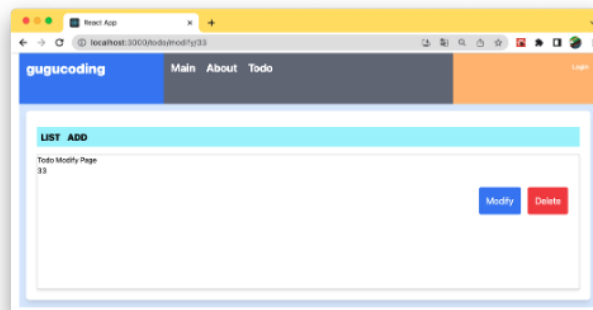 React App
localhost:3000/todo/modify/33
gugucoding
Main About Todo
Login
LIST ADD
Todo Modify Page
33
Modify Delete